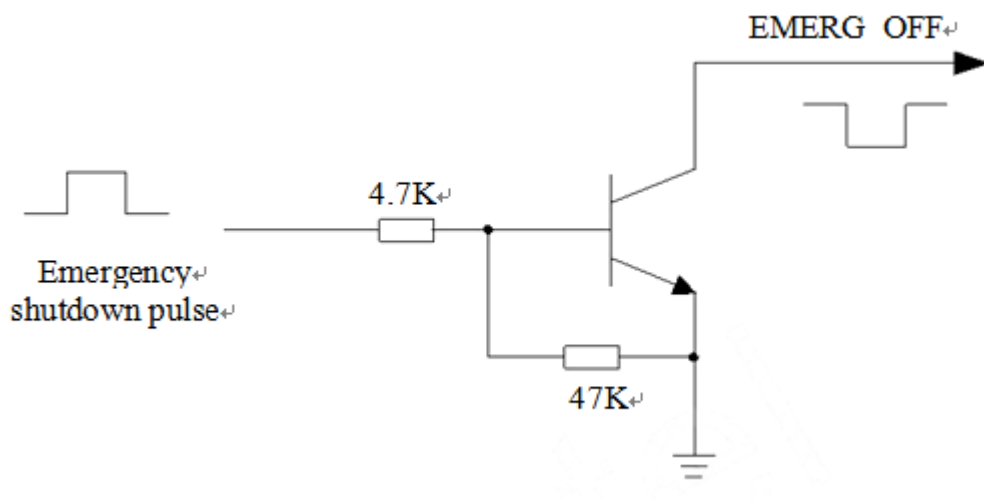 EMERG OFF↵
4.7K↵
Emergency↵
shutdown pulse↵
47K↵